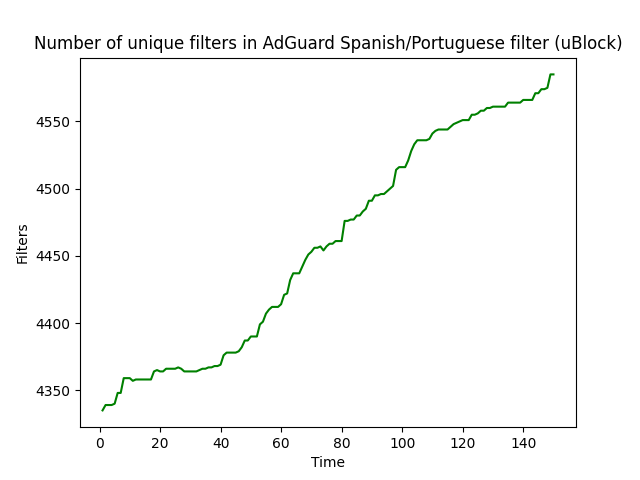 Number of unique filters in AdGuard Spanish/Portuguese filter (uBlock)
4550
4500
4450
4400
4350
Filters
0 20 40 60 80 100 120 140
Time